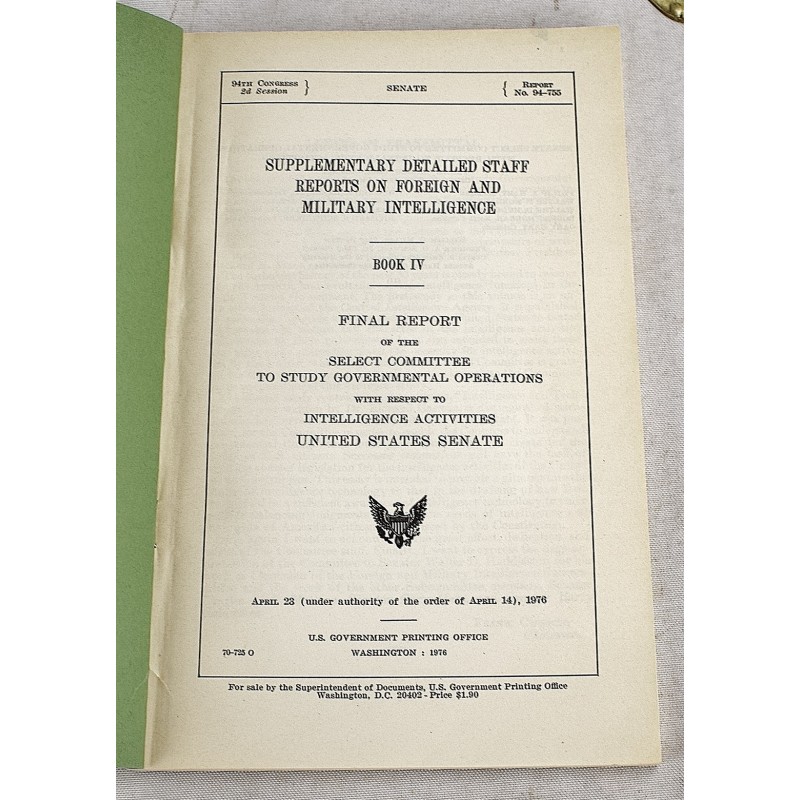 94TH CONGRESS } SENATE { REPORT
2d Session No. 94-755
SUPPLEMENTARY DETAILED STAFF
REPORTS ON FOREIGN AND
MILITARY INTELLIGENCE
BOOK IV
FINAL REPORT
OF THE
SELECT COMMITTEE
TO STUDY GOVERNMENTAL OPERATIONS
WITH RESPECT TO
INTELLIGENCE ACTIVITIES
UNITED STATES SENATE
APRIL 23 (under authority of the order of APRIL 14), 1976
U.S. GOVERNMENT PRINTING OFFICE
70-725 O WASHINGTON : 1976
For sale by the Superintendent of Documents, U.S. Government Printing Office
Washington, D.C. 20402 - Price $1.90